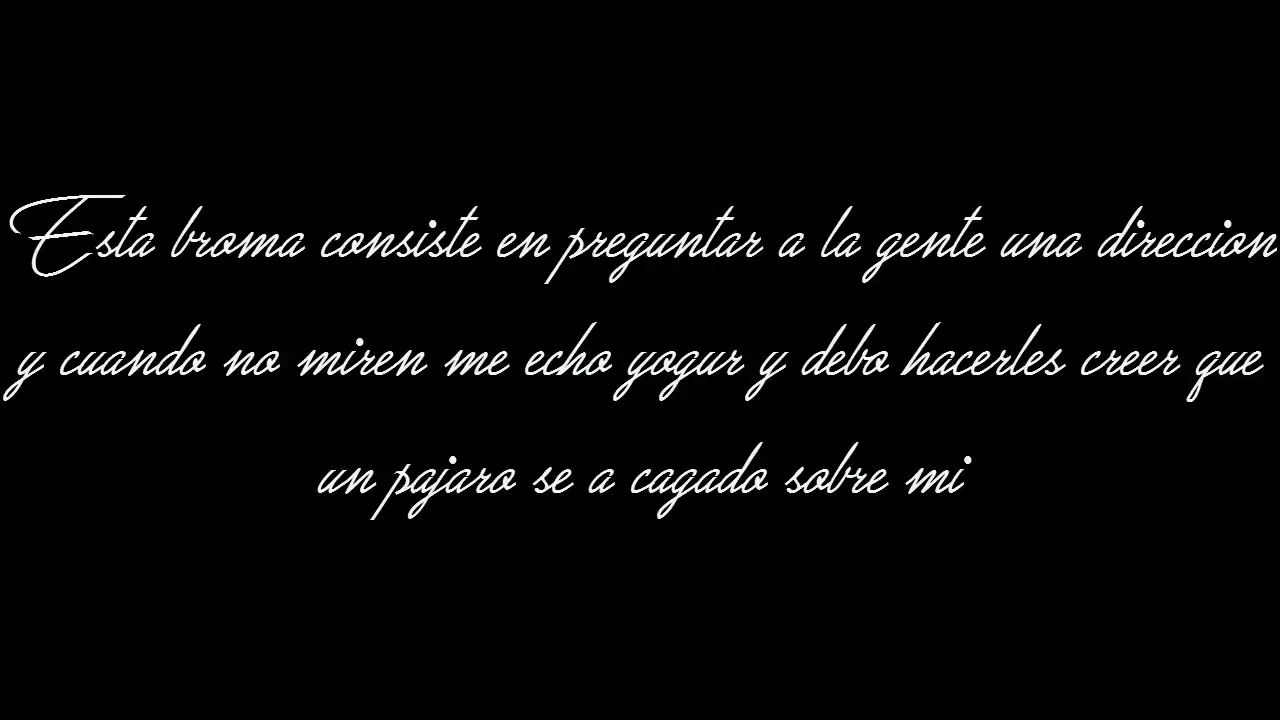 Esta broma consiste en preguntar a la gente una direccion
y cuando no miren me echo yogur y debo hacerles creer que
un pajaro se a cagado sobre mi